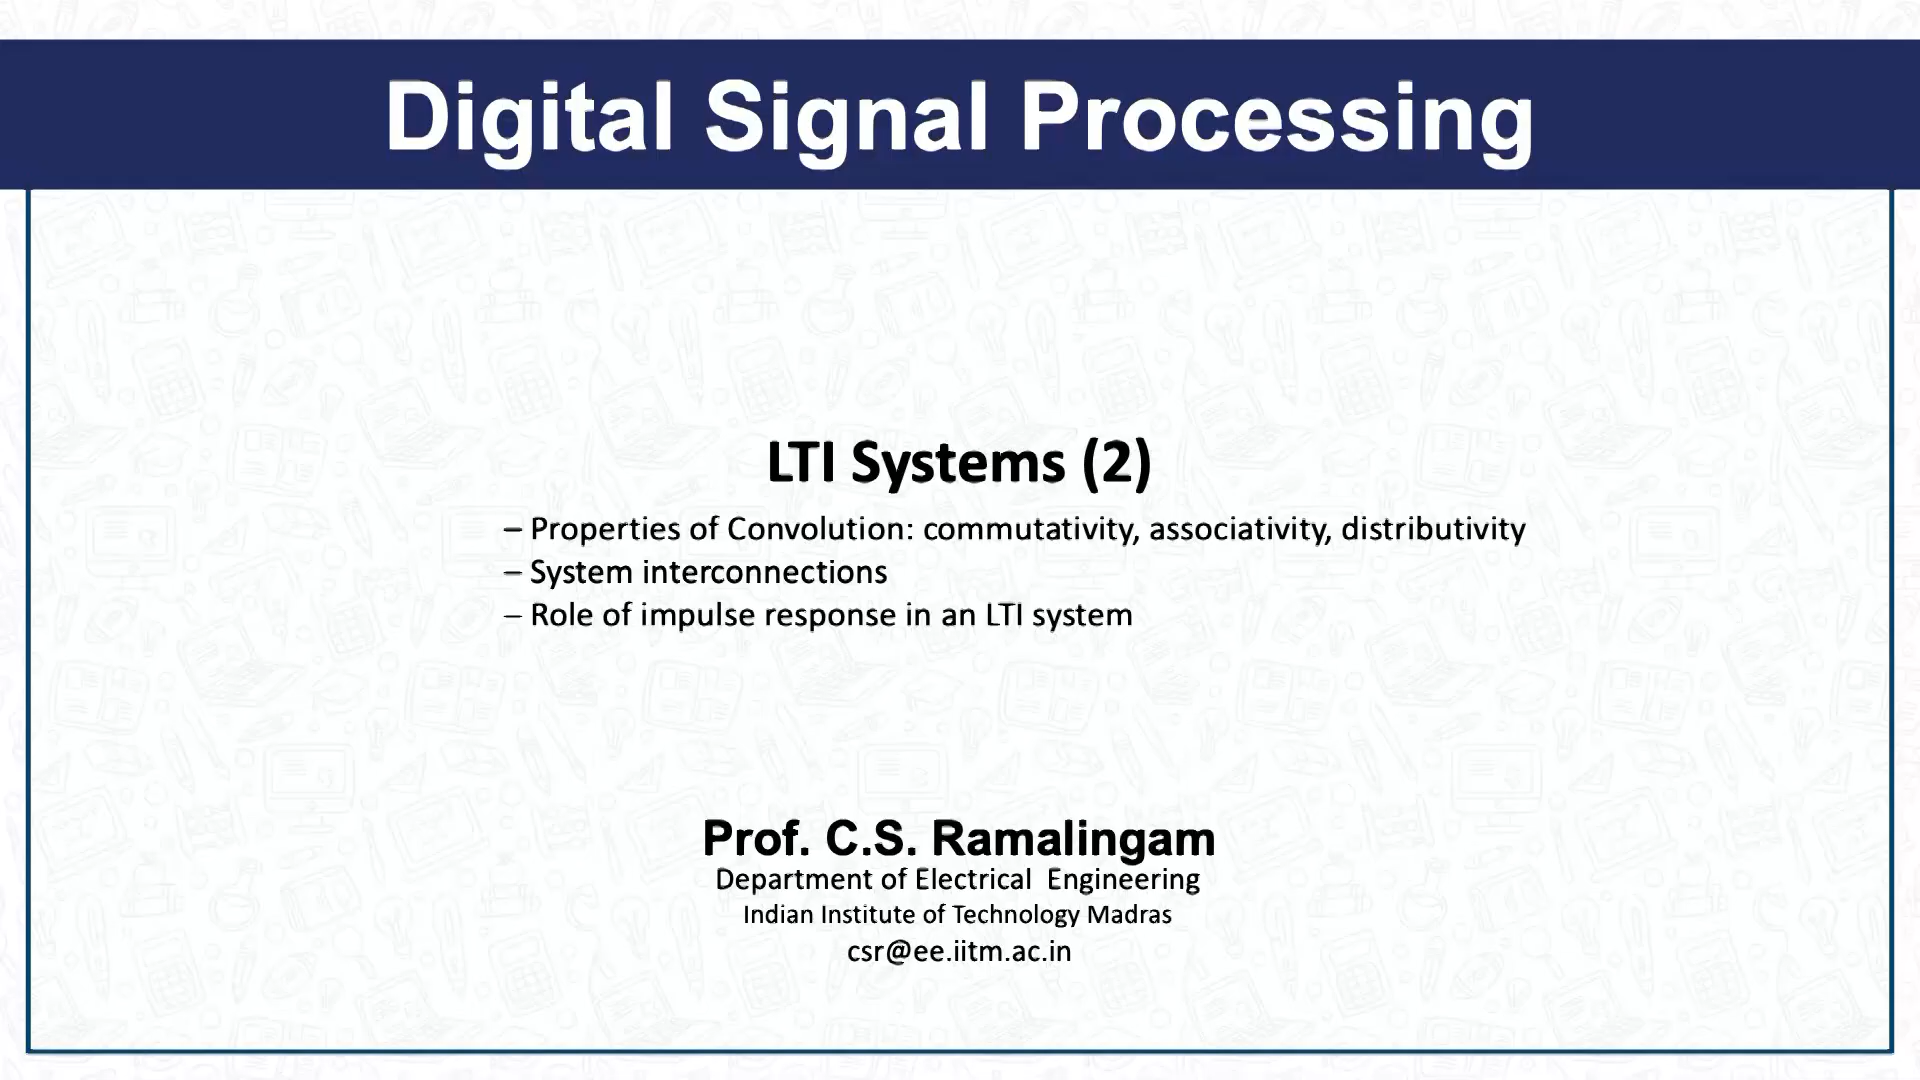 Digital Signal Processing
LTI Systems (2)
– Properties of Convolution: commutativity, associativity, distributivity
– System interconnections
– Role of impulse response in an LTI system
Prof. C.S. Ramalingam
Department of Electrical Engineering
Indian Institute of Technology Madras
csr@ee.iitm.ac.in